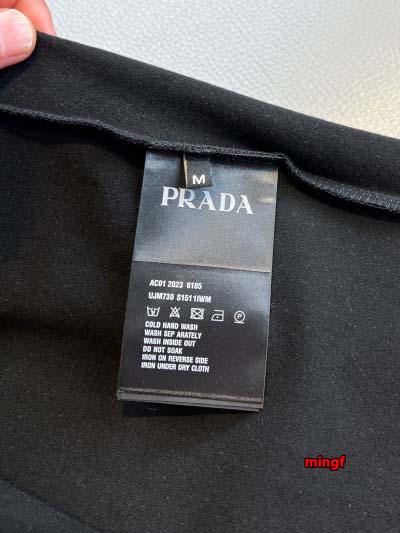 M
PRADA
AC01 2023 6185
UJM730 S1511IWM
P
COLD HAND WASH
WASH SEP ARATELY
WASH INSIDE OUT
DO NOT SOAK
IRON ON REVERSE SIDE
IRON UNDER DRY CLOTH
mingf